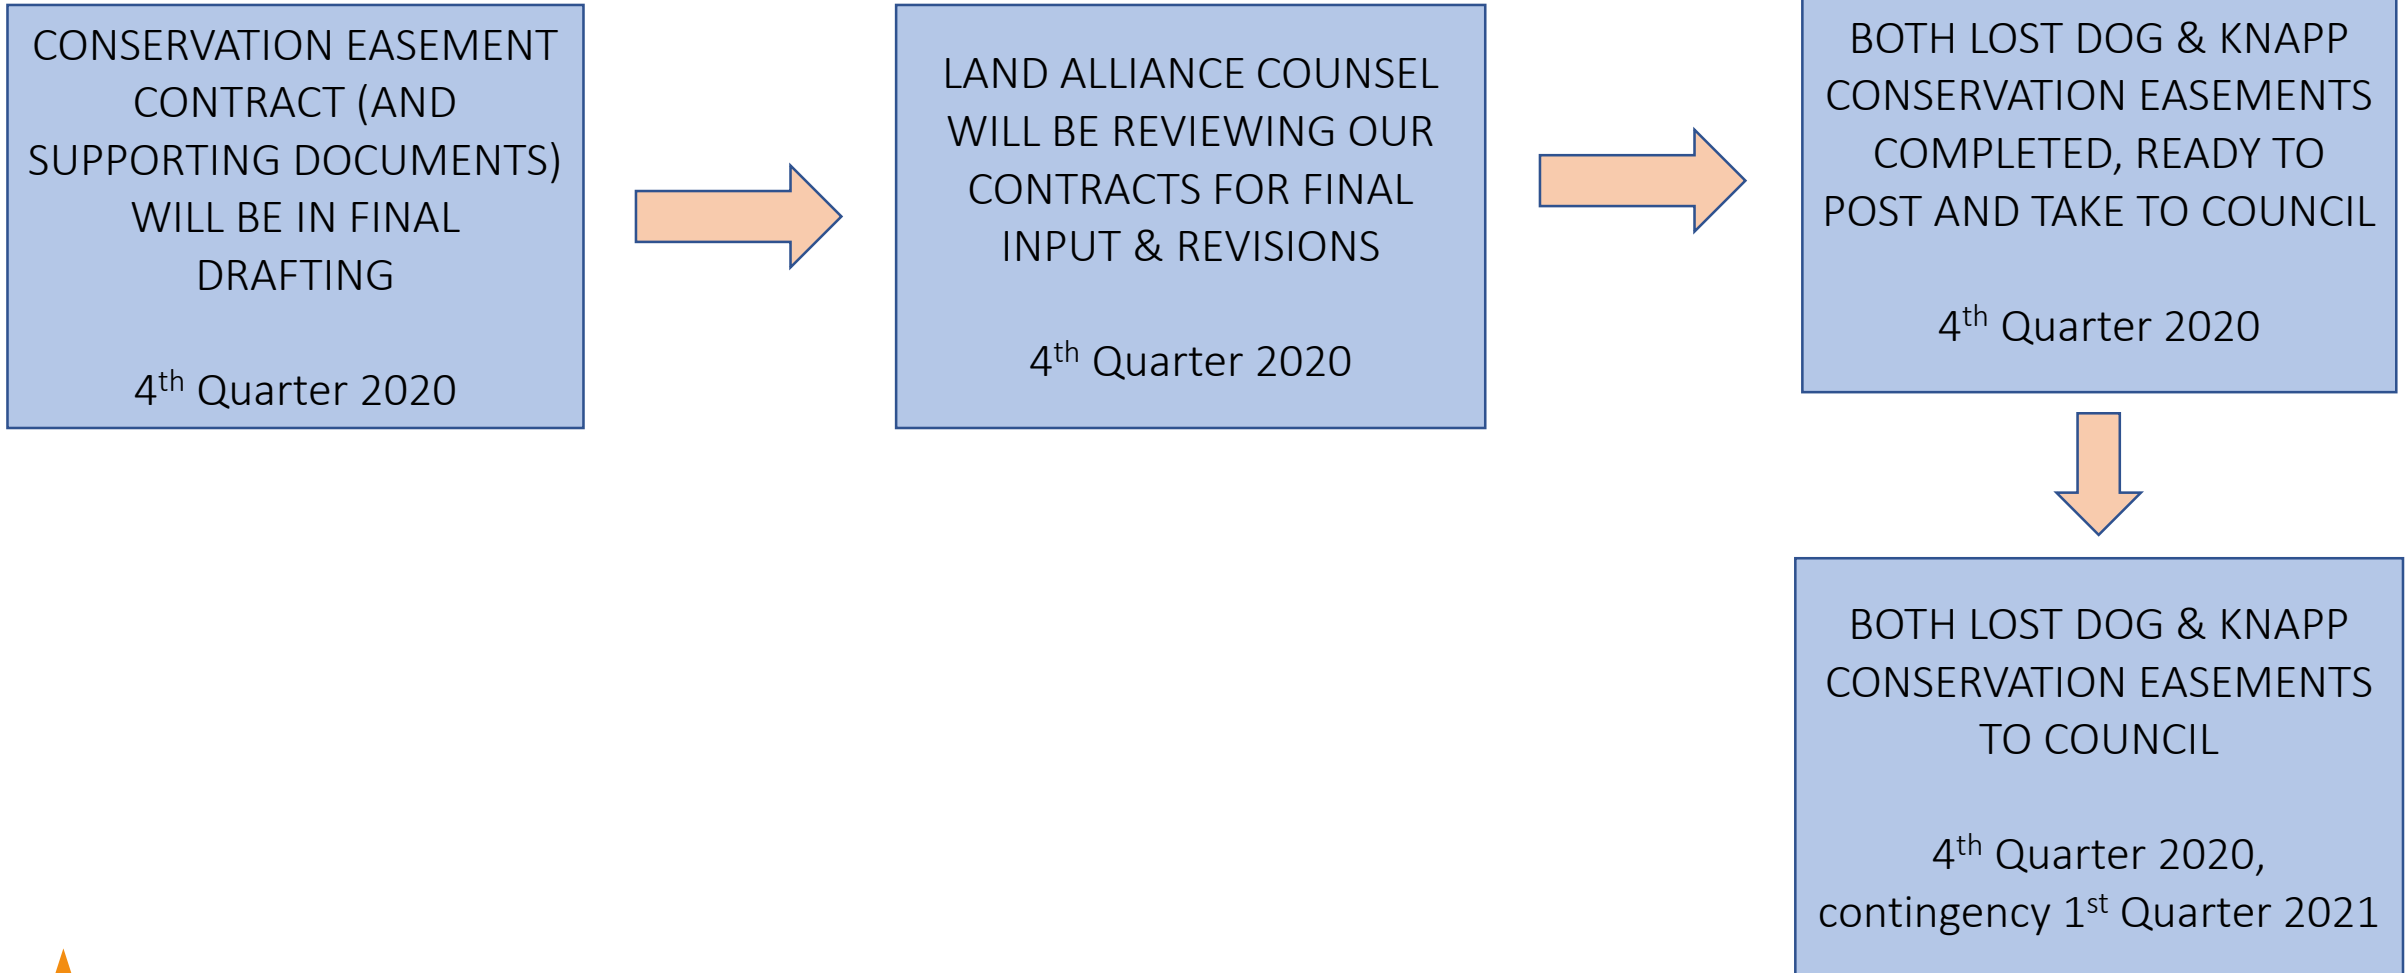 CONSERVATION EASEMENT
CONTRACT (AND
SUPPORTING DOCUMENTS)
WILL BE IN FINAL
DRAFTING
4th Quarter 2020
LAND ALLIANCE COUNSEL
WILL BE REVIEWING OUR
CONTRACTS FOR FINAL
INPUT & REVISIONS
4th Quarter 2020
BOTH LOST DOG & KNAPP
CONSERVATION EASEMENTS
COMPLETED, READY TO
POST AND TAKE TO COUNCIL
4th Quarter 2020
BOTH LOST DOG & KNAPP
CONSERVATION EASEMENTS
TO COUNCIL
4th Quarter 2020,
contingency 1st Quarter 2021